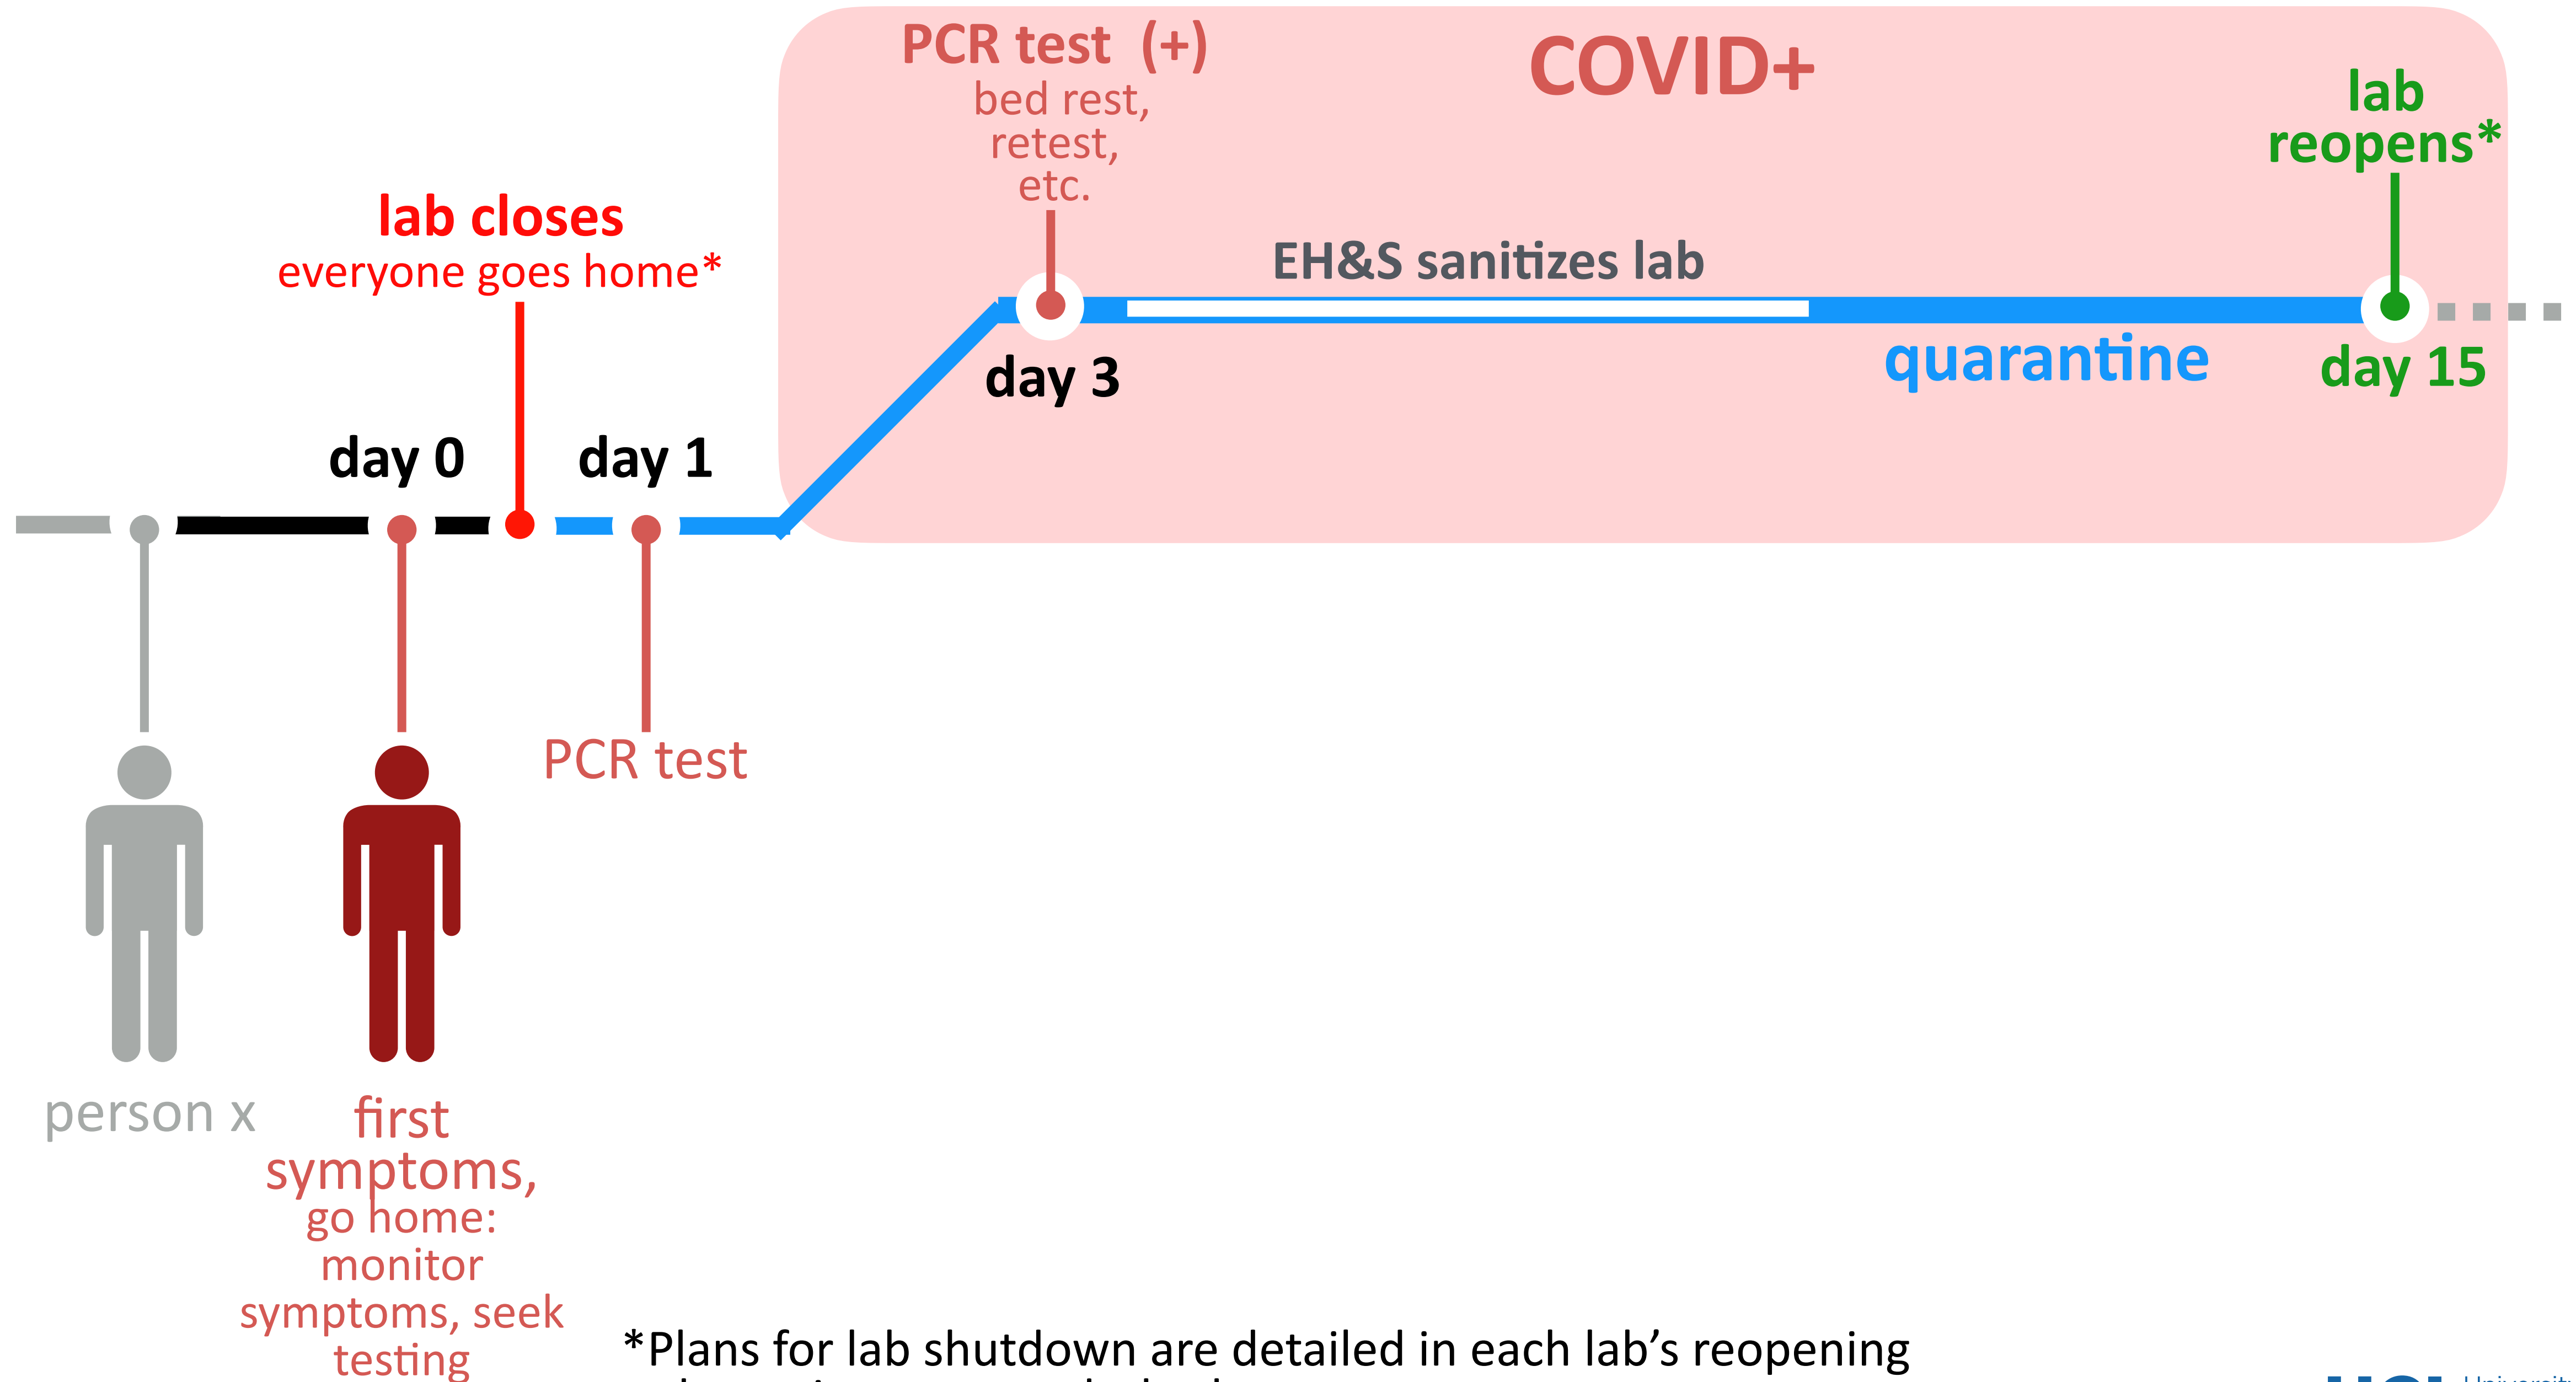 PCR test (+)
bed rest,
retest,
etc.
COVID+
lab
reopens*
lab closes
everyone goes home*
EH&S sanitizes lab
day 3
quarantine
day 15
day 0
day 1
PCR test
person x
first
symptoms,
go home:
monitor
symptoms, seek
testing
*Plans for lab shutdown are detailed in each lab's reopening